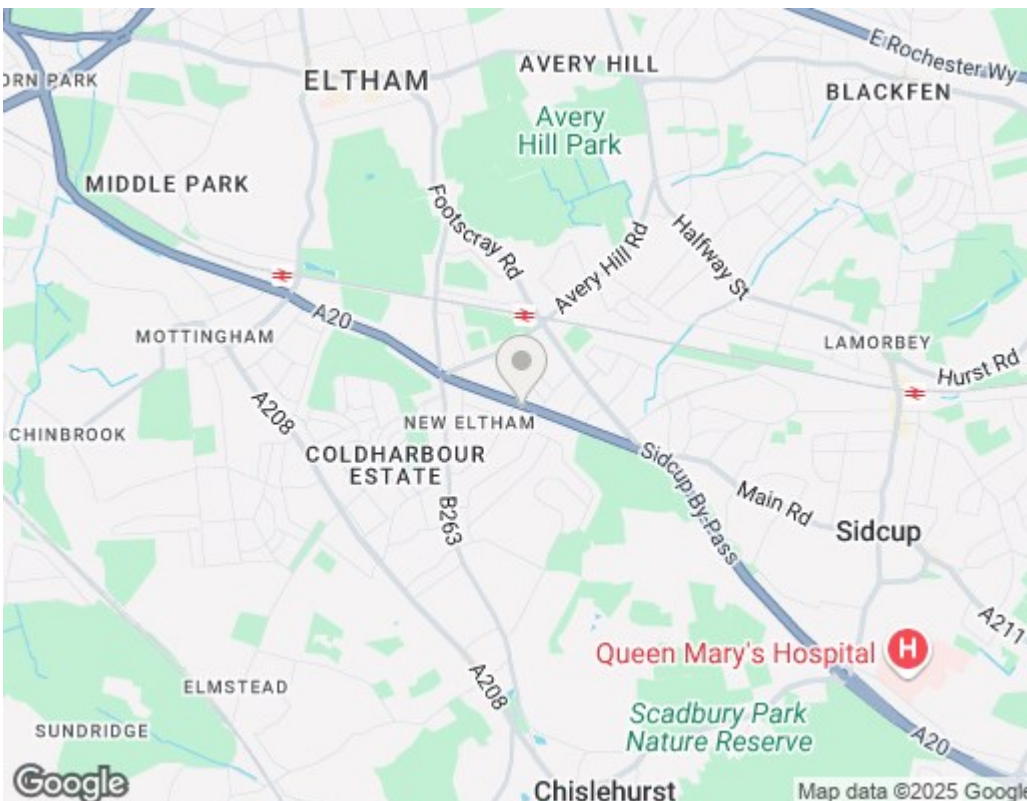 E Rochester Wy
AVERY HILL
ELTHAM
ORN PARK
BLACKFEN
Avery
Hill Park
MIDDLE PARK
Footscray Rd
Halfway St
Avery Hill Rd
A20
MOTTINGHAM
LAMORBEY
Hurst Rd
A208
NEW ELTHAM
CHINBROOK
COLDHARBOUR
ESTATE
Sidcup By-Pass
B263
Main Rd
Sidcup
A211
Queen Mary's Hospital
H
A208
ELMSTEAD
Scadbury Park
Nature Reserve
SUNDRIDGE
A20
Google
Chislehurst
Map data ©2025 Google